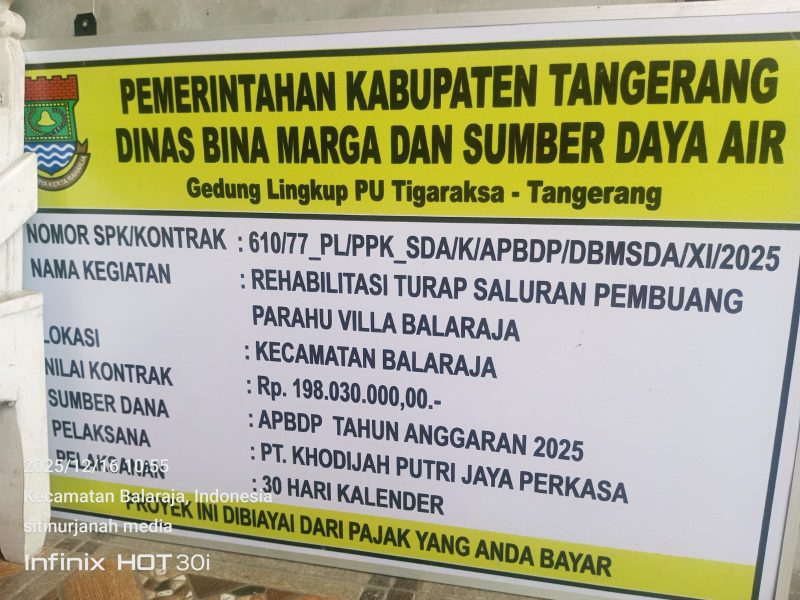 PEMERINTAHAN KABUPATEN TANGERANG
DINAS BINA MARGA DAN SUMBER DAYA AIR
Gedung Lingkup PU Tigaraksa - Tangerang
NOMOR SPK/KONTRAK : 610/77_PL/PPK_SDA/K/APBDP/DBMSDA/XI/2025
NAMA KEGIATAN : REHABILITASI TURAP SALURAN PEMBUANG
PARAHU VILLA BALARAJA
LOKASI : KECAMATAN BALARAJA
NILAI KONTRAK : Rp. 198.030.000,00.-
SUMBER DANA : APBDP TAHUN ANGGARAN 2025
PELAKSANA : PT. KHODIJAH PUTRI JAYA PERKASA
: 30 HARI KALENDER
PROYEK INI DIBIAYAI DARI PAJAK YANG ANDA BAYAR
KERTA RAHARJA
Kecamatan Balaraja, Indonesia
sitinurjanah media
Infinix HOT 30i